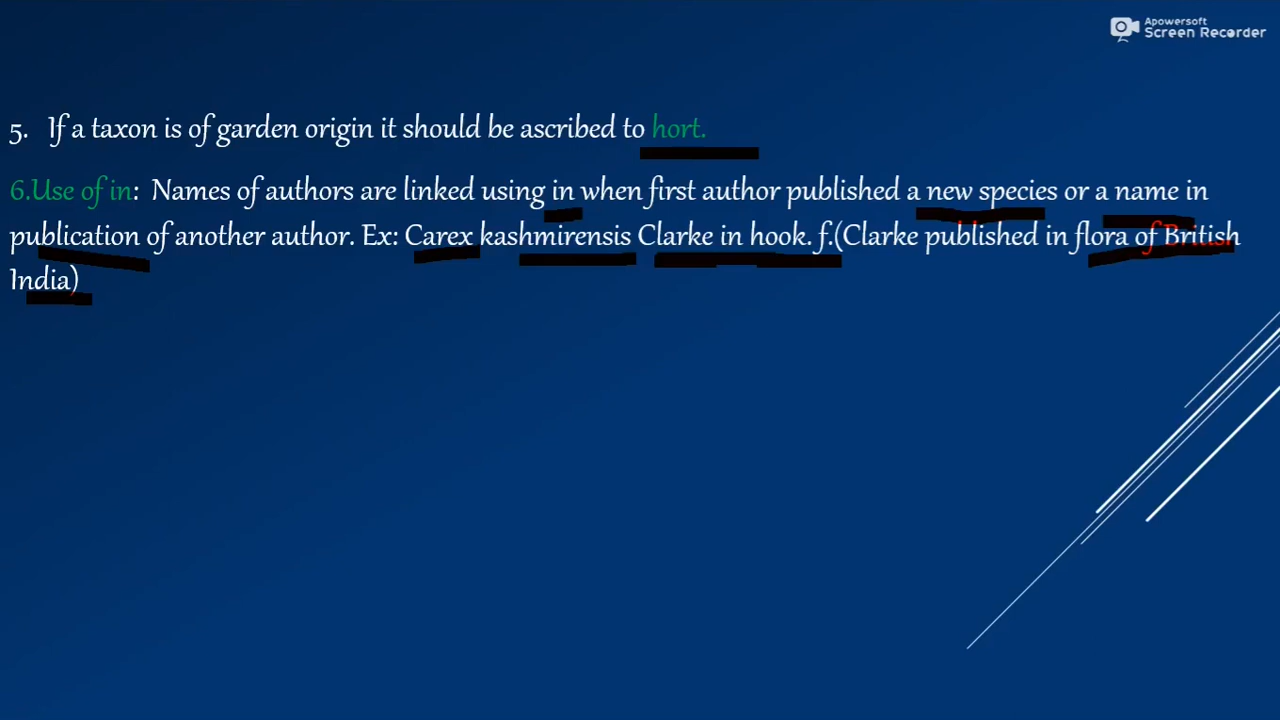 Apowersoft
Screen Recorder
5. If a taxon is of garden origin it should be ascribed to hort.
6.Use of in: Names of authors are linked using in when first author published a new species or a name in
publication of another author. Ex: Carex kashmirensis Clarke in hook. f.(Clarke published in flora of British
India)